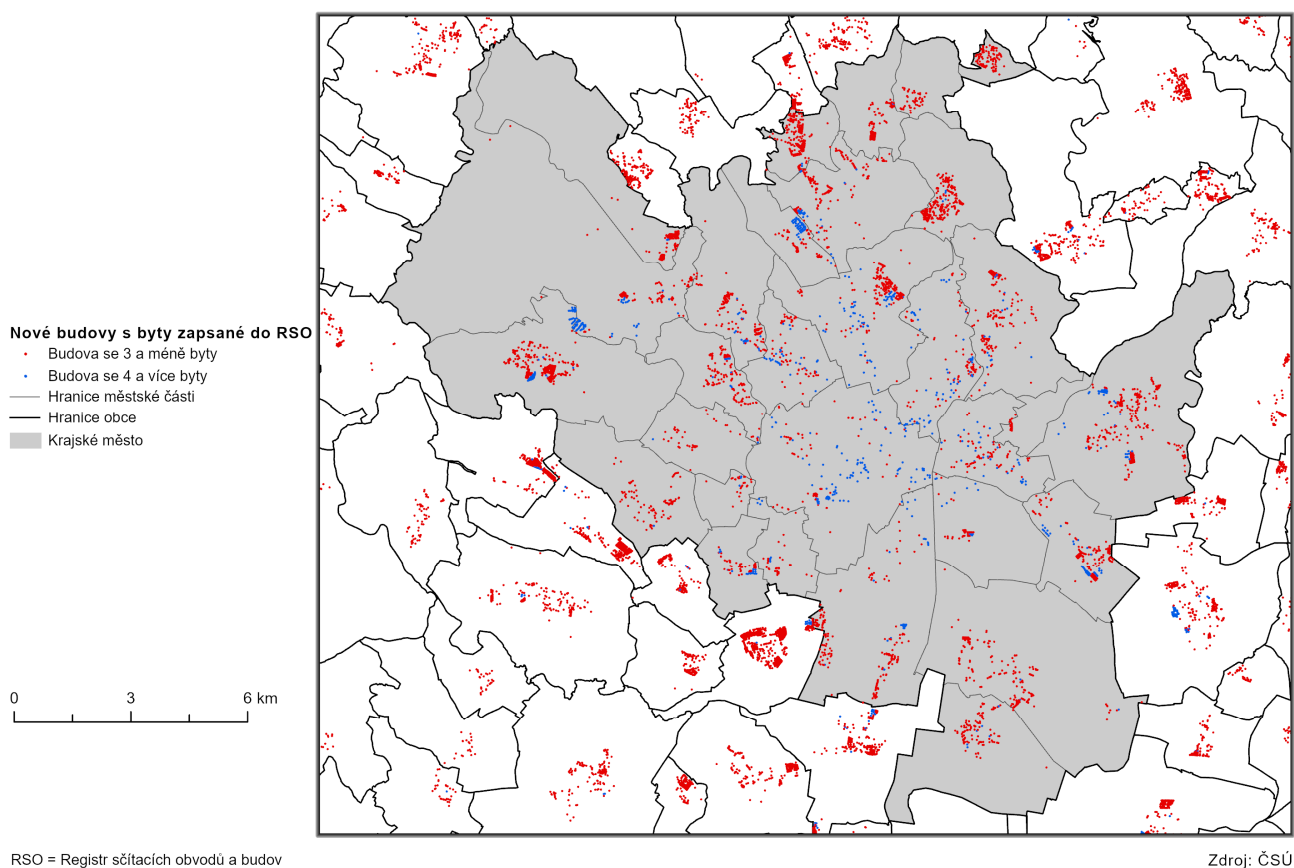 Nové budovy s byty zapsané do RSO
Budova se 3 a méně byty
Budova se 4 a více byty
Hranice městské části
Hranice obce
Krajské město
0 3 6 km
RSO = Registr sčítacích obvodů a budov
Zdroj: ČSÚ